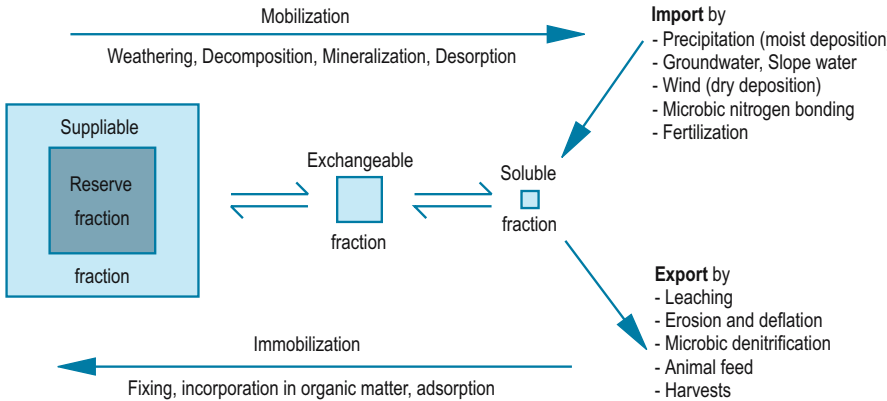 Mobilization
Weathering, Decomposition, Mineralization, Desorption
Import by
- Precipitation (moist deposition
- Groundwater, Slope water
- Wind (dry deposition)
- Microbic nitrogen bonding
- Fertilization
Suppliable
Reserve
fraction
fraction
Exchangeable
fraction
Soluble
fraction
Export by
- Leaching
- Erosion and deflation
- Microbic denitrification
- Animal feed
- Harvests
Immobilization
Fixing, incorporation in organic matter, adsorption